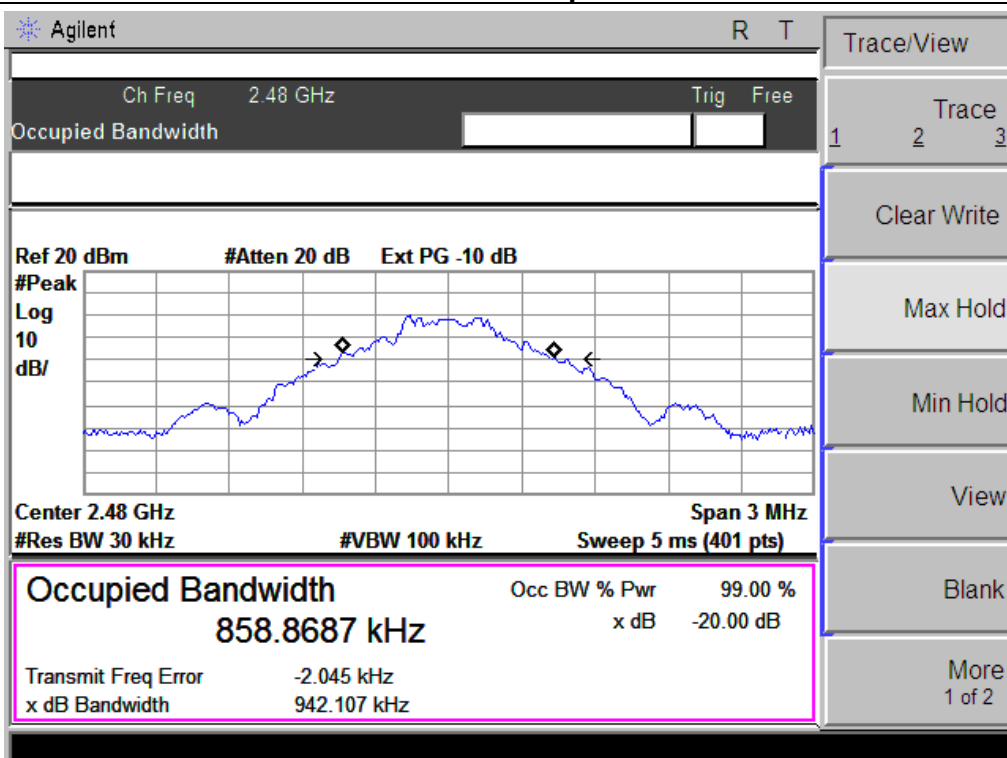 Agilent R T
Trace/View
Ch Freq 2.48 GHz Trig Free
Occupied Bandwidth
Trace
1 2 3
Clear Write
Ref 20 dBm #Atten 20 dB Ext PG -10 dB
#Peak
Log
10
dB/
Max Hold
Min Hold
View
Center 2.48 GHz Span 3 MHz
#Res BW 30 kHz #VBW 100 kHz Sweep 5 ms (401 pts)
Occupied Bandwidth Occ BW % Pwr 99.00 %
858.8687 kHz x dB -20.00 dB
Blank
Transmit Freq Error -2.045 kHz
x dB Bandwidth 942.107 kHz
More
1 of 2